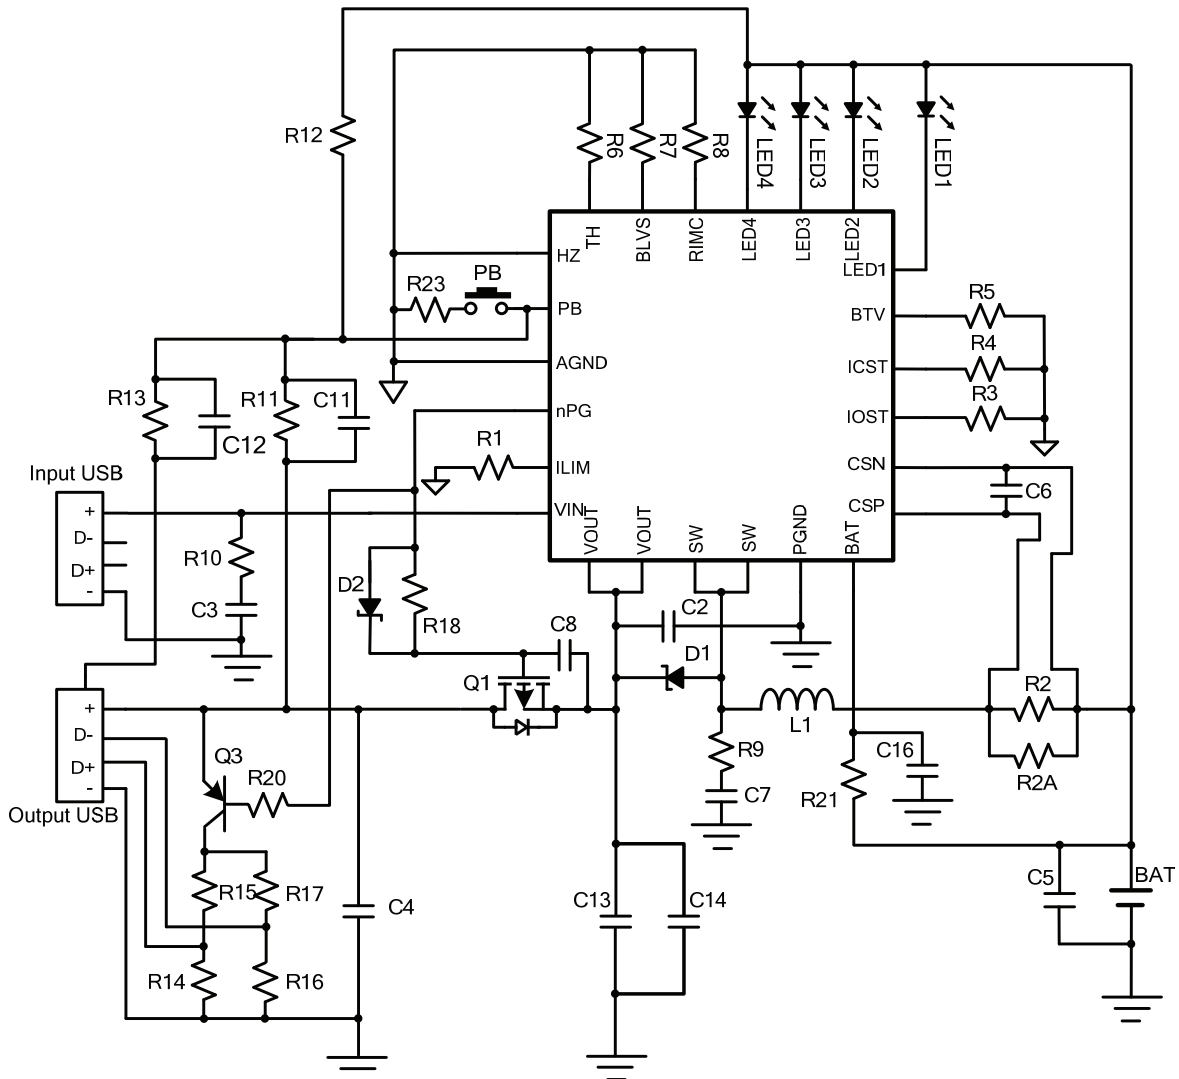 R12
R6
R7
R8
LED4
LED3
LED2
LED1
TH
BLVS
RIMC
LED4
LED3
LED2
LED1
HZ
R23
PB
PB
BTV
R5
AGND
ICST
R4
R13
R11
C11
nPG
IOST
R3
C12
R1
ILIM
CSN
Input USB
C6
+
VIN
CSP
D-
R10
VOUT
VOUT
SW
SW
PGND
BAT
D+
D2
-
C3
R18
C8
C2
D1
Q1
R2
+
L1
D-
Q3
R9
C16
D+
R20
R2A
-
C7
R21
Output USB
R15
R17
C4
C13
C14
C5
BAT
R14
R16